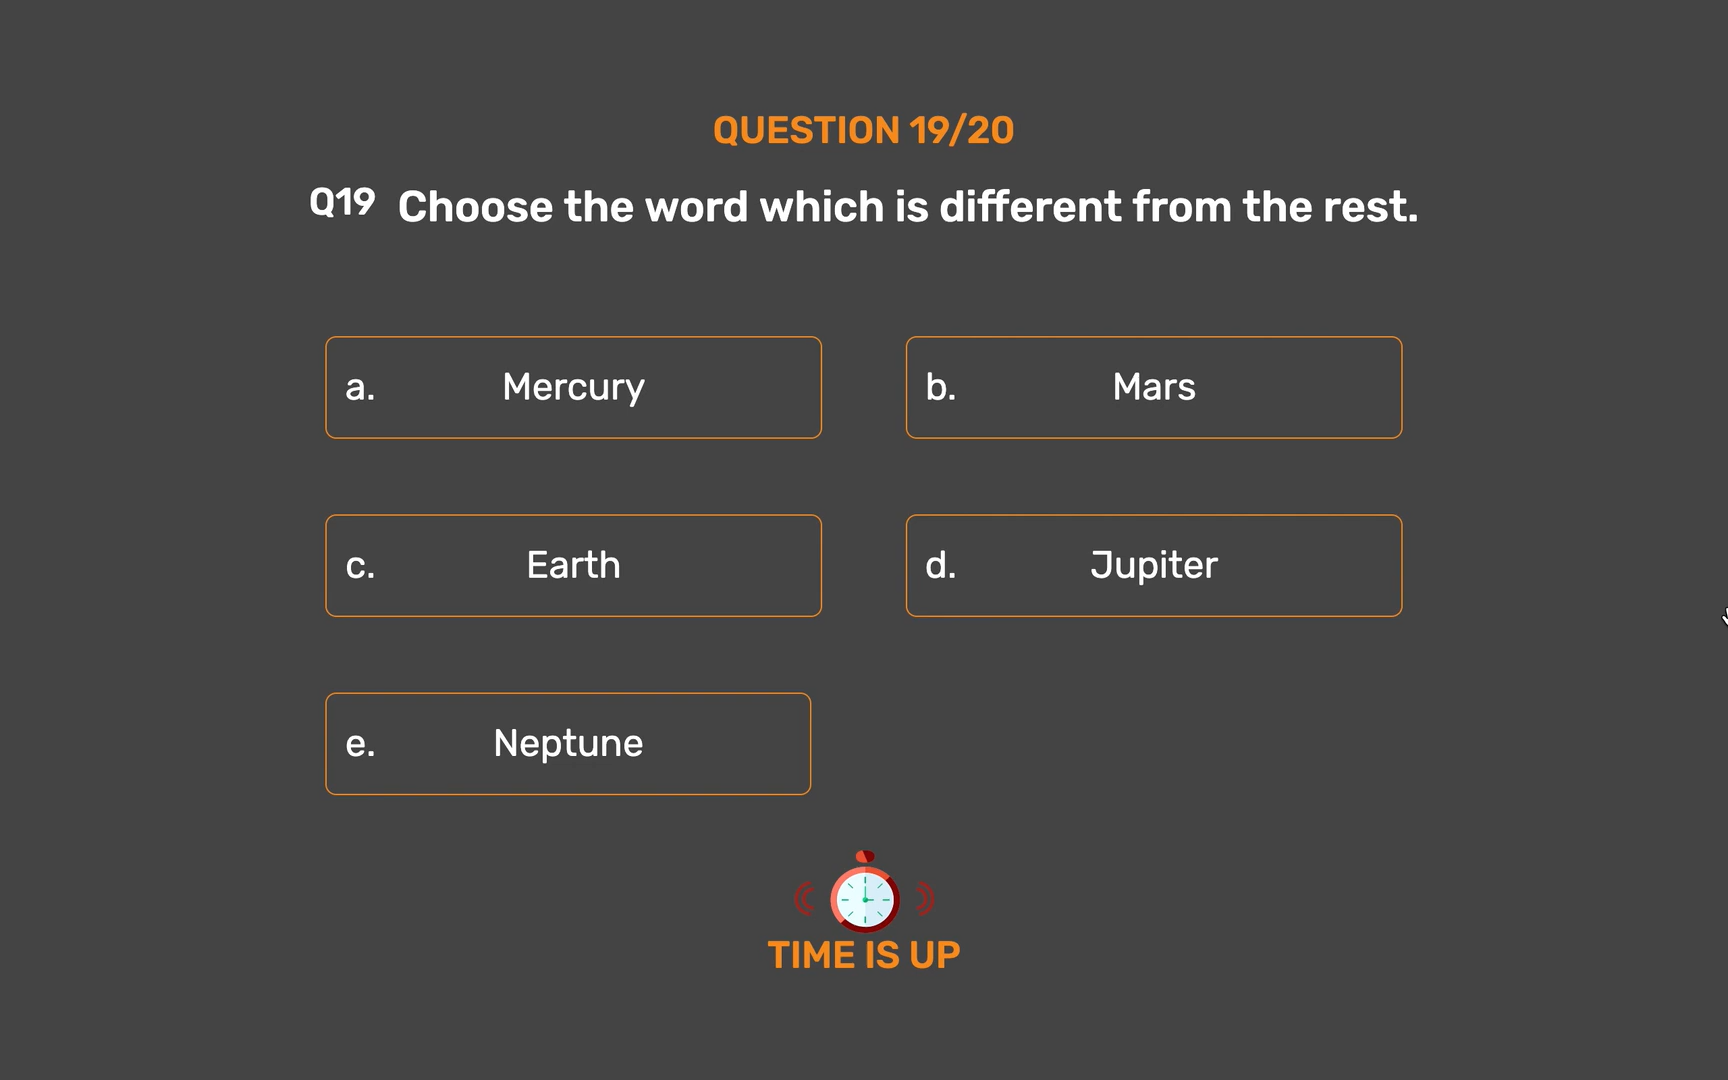 QUESTION 19/20
Q19 Choose the word which is different from the rest.
a. Mercury
b. Mars
c. Earth
d. Jupiter
e. Neptune
TIME IS UP